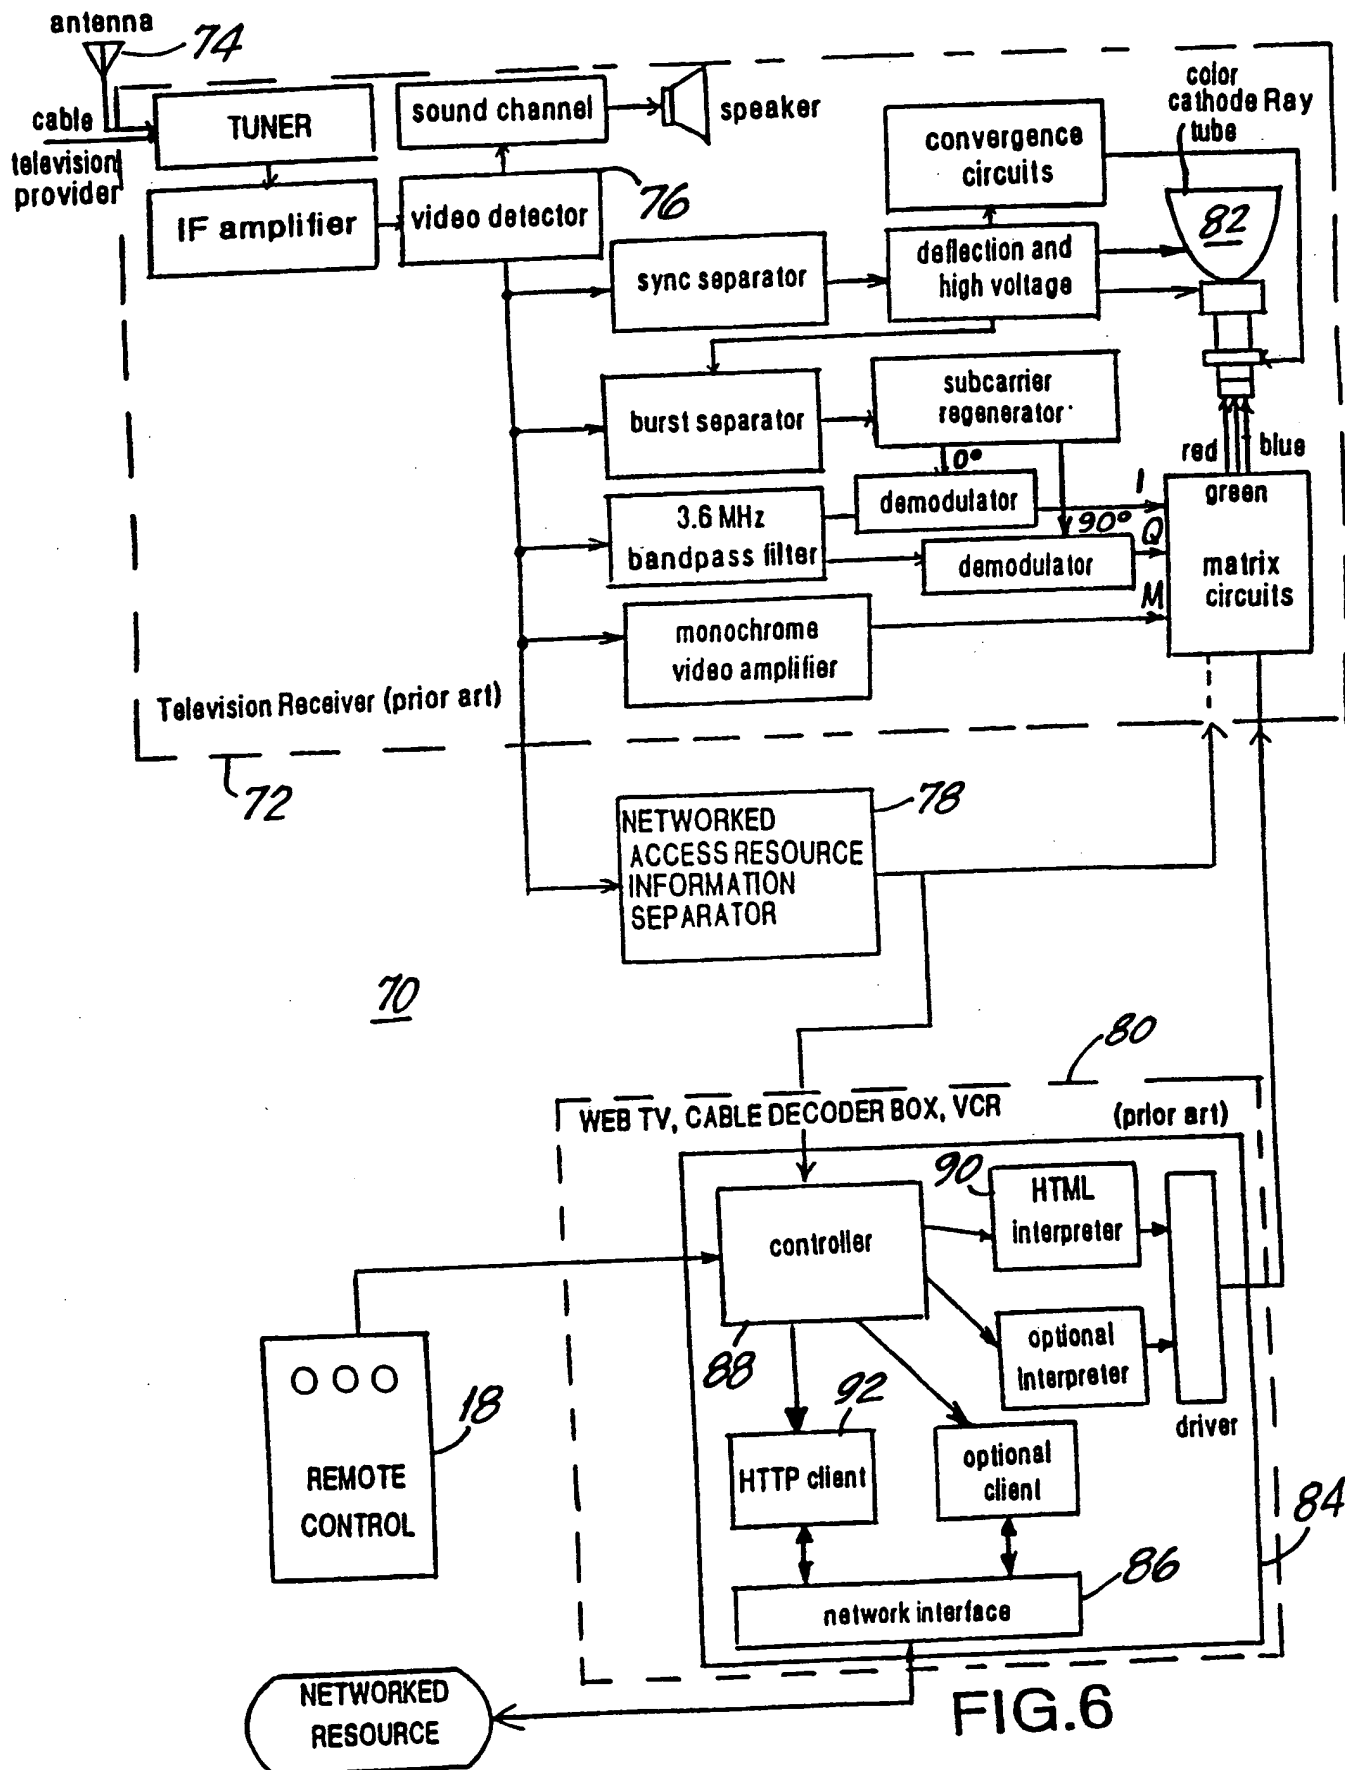 antenna
74
cable
television
provider
TUNER
sound channel
speaker
IF amplifier
video detector
76
convergence
circuits
color
cathode Ray
tube
82
sync separator
deflection and
high voltage
burst separator
subcarrier
regenerator
0°
90°
3.6 MHz
bandpass filter
demodulator
demodulator
I
Q
M
red
blue
green
matrix
circuits
monochrome
video amplifier
Television Receiver (prior art)
72
NETWORKED
ACCESS RESOURCE
INFORMATION
SEPARATOR
78
70
80
WEB TV, CABLE DECODER BOX, VCR
(prior art)
controller
88
90
HTML
interpreter
optional
interpreter
driver
92
HTTP client
optional
client
84
86
network interface
18
REMOTE
CONTROL
NETWORKED
RESOURCE
FIG.6